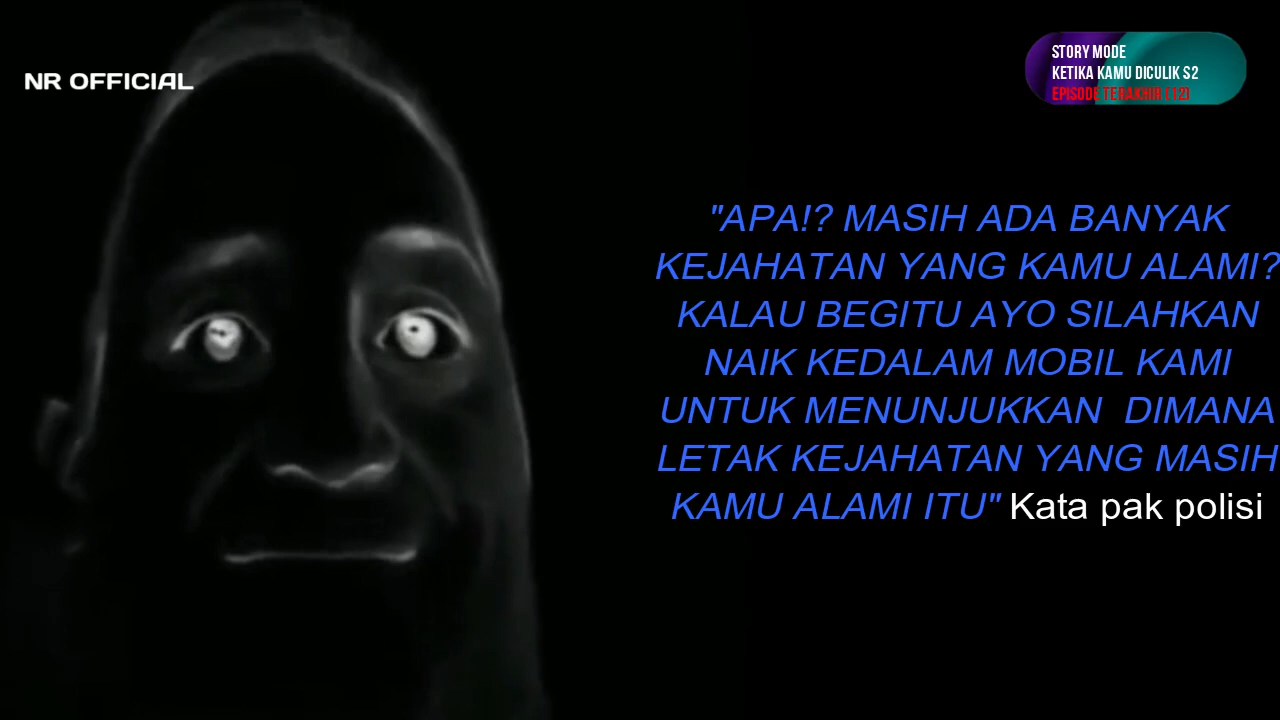 NR OFFICIAL
STORY MODE
KETIKA KAMU DICULIK S2
EPISODE TERAKHIR (12)
"APA!? MASIH ADA BANYAK
KEJAHATAN YANG KAMU ALAMI?
KALAU BEGITU AYO SILAHKAN
NAIK KEDALAM MOBIL KAMI
UNTUK MENUNJUKKAN  DIMANA
LETAK KEJAHATAN YANG MASIH
KAMU ALAMI ITU" Kata pak polisi